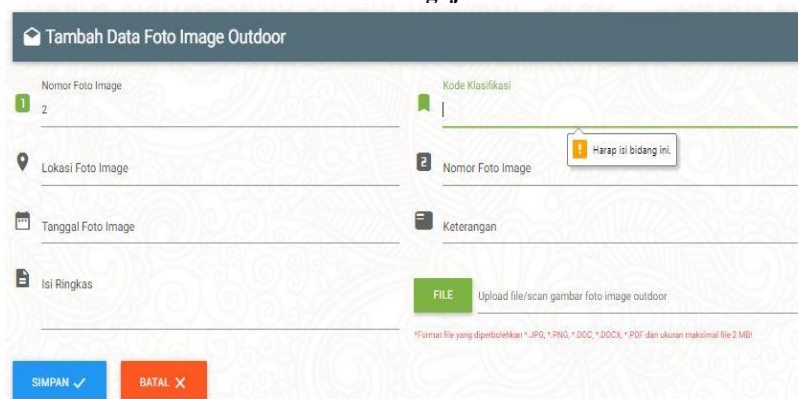 Tambah Data Foto Image Outdoor
Nomor Foto Image
2
Kode Klasifikasi
Harap isi bidang ini.
Lokasi Foto Image
Nomor Foto Image
Tanggal Foto Image
Keterangan
Isi Ringkas
FILE Upload file/scan gambar foto image outdoor
*Format file yang diperbolehkan *.JPG, *.PNG, *.DOC, *.DOCX, *.PDF dan ukuran maksimal file 2 MB!
SIMPAN
BATAL